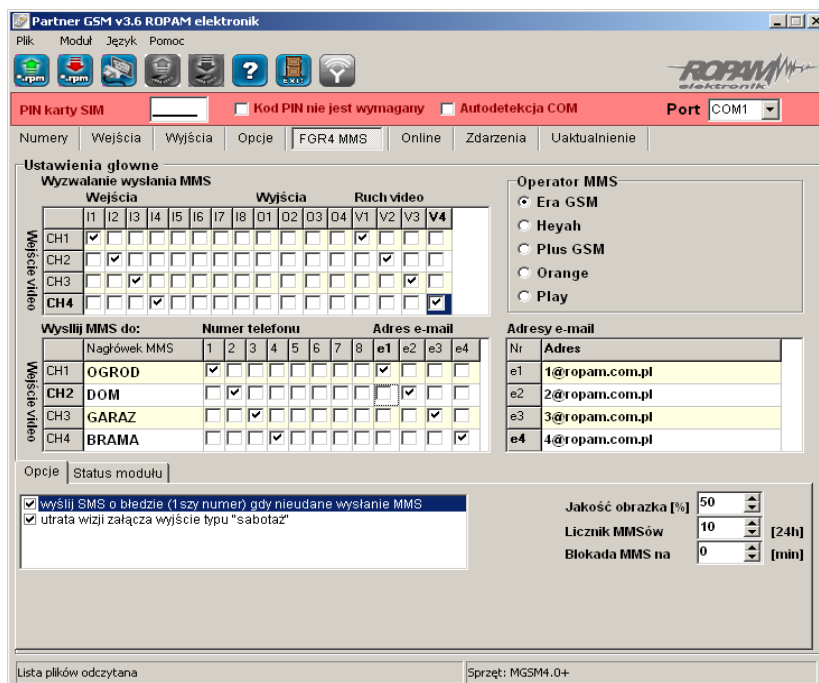 Partner GSM v3.6 ROPAM elektronik
Plik Moduł Język Pomoc
*.rpm *.rpm ? EXIT ROPAM elektronik
PIN karty SIM Kod PIN nie jest wymagany Autodetekcja COM Port COM1
Numery Wejścia Wyjścia Opcje FGR4 MMS Online Zdarzenia Uaktualnienie
Ustawienia głowne
Wyzwalanie wysłania MMS
Wejścia Wyjścia Ruch video
I1 I2 I3 I4 I5 I6 I7 I8 O1 O2 O3 O4 V1 V2 V3 V4
Wejście video
CH1
CH2
CH3
CH4
Operator MMS
Era GSM
Heyah
Plus GSM
Orange
Play
Wysllij MMS do: Numer telefonu Adres e-mail
Nagłówek MMS 1 2 3 4 5 6 7 8 e1 e2 e3 e4
Wejście video
CH1 OGROD
CH2 DOM
CH3 GARAZ
CH4 BRAMA
Adresy e-mail
Nr Adres
e1 1@ropam.com.pl
e2 2@ropam.com.pl
e3 3@ropam.com.pl
e4 4@ropam.com.pl
Opcje Status modułu
wyślij SMS o błedzie (1szy numer) gdy nieudane wysłanie MMS
utrata wizji załącza wyjście typu "sabotaż"
Jakość obrazka [%] 50
Licznik MMSów 10 [24h]
Blokada MMS na 0 [min]
Lista plików odczytana Sprzęt: MGSM4.0+